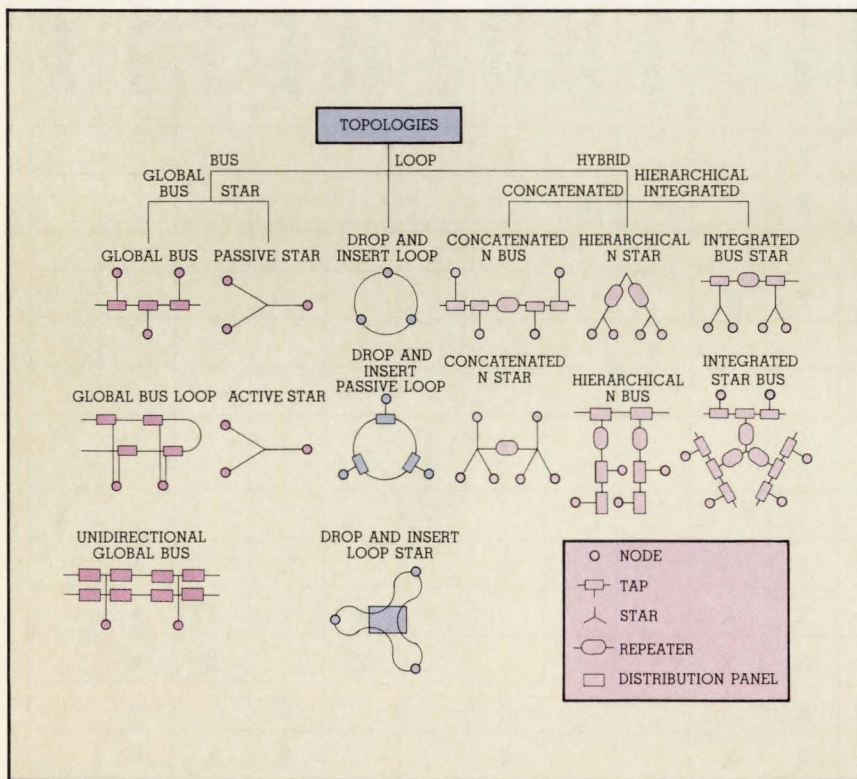 TOPOLOGIES
BUS
LOOP
HYBRID
GLOBAL
BUS
STAR
CONCATENATED
HIERARCHICAL
INTEGRATED
GLOBAL BUS
PASSIVE STAR
DROP AND
INSERT LOOP
CONCATENATED
N BUS
HIERARCHICAL
N STAR
INTEGRATED
BUS STAR
GLOBAL BUS LOOP
ACTIVE STAR
DROP AND
INSERT
PASSIVE LOOP
CONCATENATED
N STAR
HIERARCHICAL
N BUS
INTEGRATED
STAR BUS
UNIDIRECTIONAL
GLOBAL BUS
DROP AND INSERT
LOOP STAR
NODE
TAP
STAR
REPEATER
DISTRIBUTION PANEL